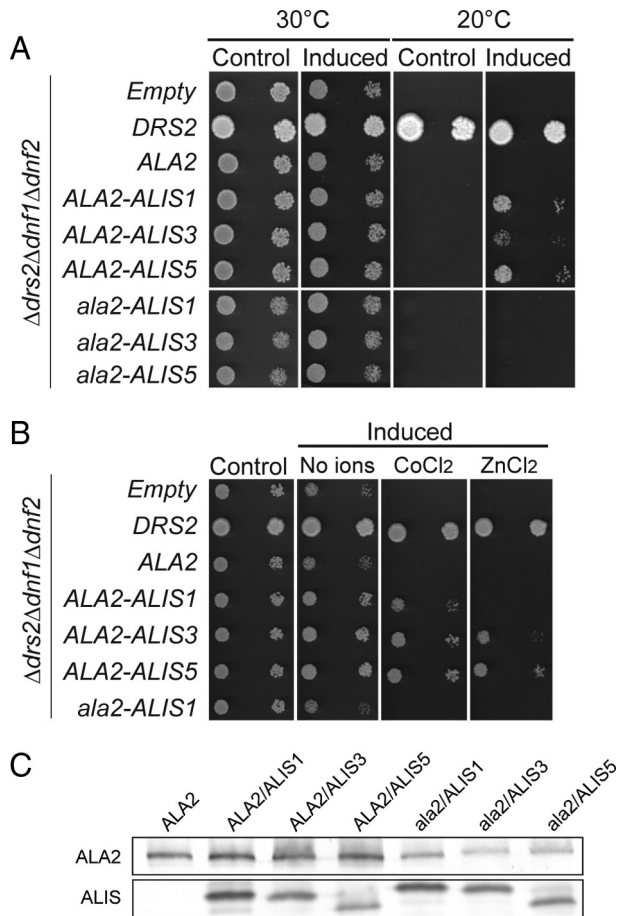 A
30°C 20°C
Control Induced Control Induced
Δdrs2Δdnf1Δdnf2
Empty
DRS2
ALA2
ALA2-ALIS1
ALA2-ALIS3
ALA2-ALIS5
ala2-ALIS1
ala2-ALIS3
ala2-ALIS5
B
Induced
Control No ions CoCl2 ZnCl2
Δdrs2Δdnf1Δdnf2
Empty
DRS2
ALA2
ALA2-ALIS1
ALA2-ALIS3
ALA2-ALIS5
ala2-ALIS1
C
ALA2 ALA2/ALIS1 ALA2/ALIS3 ALA2/ALIS5 ala2/ALIS1 ala2/ALIS3 ala2/ALIS5
ALA2
ALIS